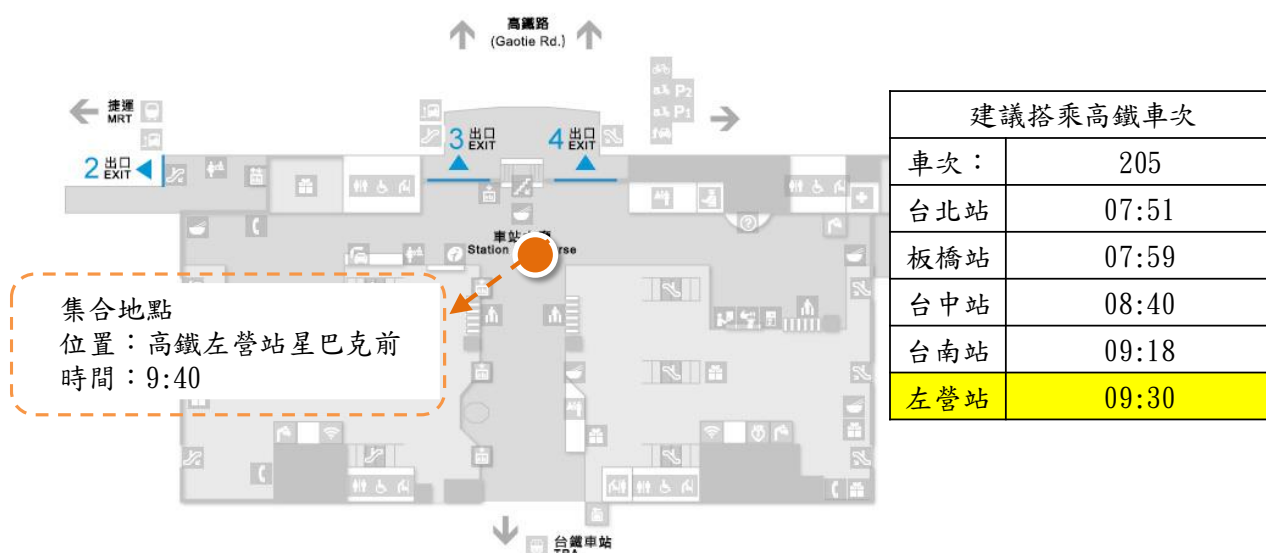 高鐵路
(Gaotie Rd.)
捷運
MRT
P2
P1
2 出口 EXIT
3 出口 EXIT
4 出口 EXIT
車站
Station
集合地點
位置：高鐵左營站星巴克前
時間：9:40
台鐵車站
TRA
建議搭乘高鐵車次
車次： 205
台北站 07:51
板橋站 07:59
台中站 08:40
台南站 09:18
左營站 09:30